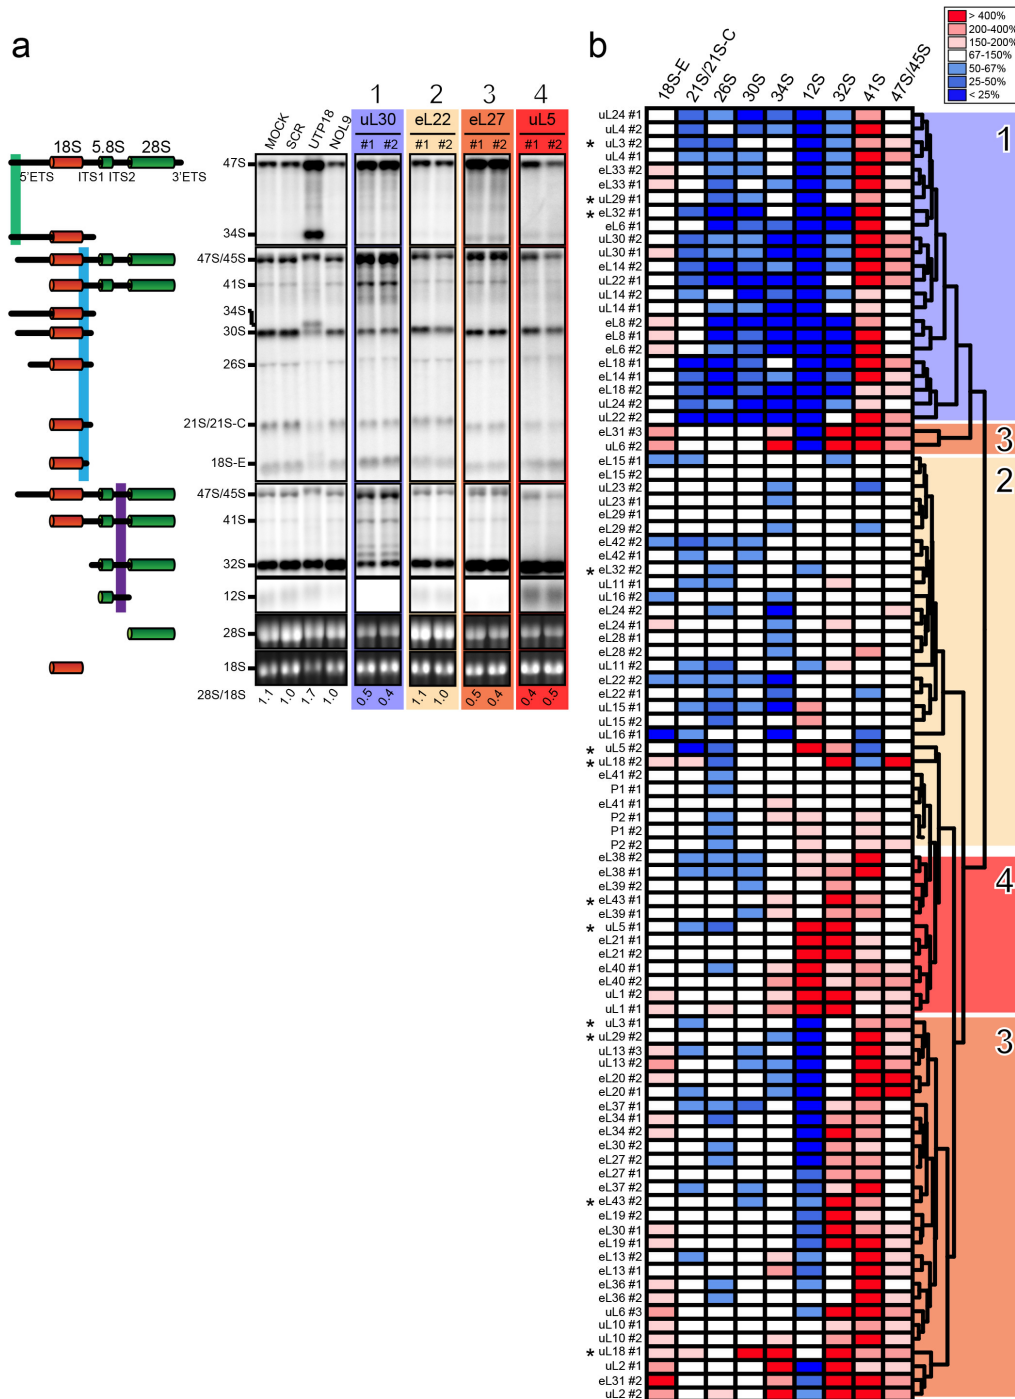 a
1 2 3 4
MOCK SCR UTP18 NOL9 uL30 eL22 eL27 uL5
#1 #2 #1 #2 #1 #2 #1 #2
18S 5.8S 28S
5'ETS ITS1 ITS2 3'ETS
47S
34S
47S/45S
41S
34S
30S
26S
21S/21S-C
18S-E
47S/45S
41S
32S
12S
28S
18S
28S/18S 1.1 1.0 1.7 1.0 0.5 0.4 1.1 1.0 0.5 0.4 0.4 0.5
b
> 400%
200-400%
150-200%
67-150%
50-67%
25-50%
< 25%
18S-E 21S/21S-C 26S 30S 34S 12S 32S 41S 47S/45S
uL24 #1
uL4 #2
* uL3 #2
uL4 #1
eL33 #2
eL33 #1
* uL29 #1
* eL32 #1
eL6 #1
uL30 #2
uL30 #1
eL14 #2
uL22 #1
uL14 #2
uL14 #1
eL8 #2
eL8 #1
eL6 #2
eL18 #1
eL14 #1
eL18 #2
uL24 #2
uL22 #2
eL31 #3
uL6 #2
eL15 #1
eL15 #2
uL23 #2
uL23 #1
eL29 #1
eL29 #2
eL42 #2
eL42 #1
* eL32 #2
uL11 #1
uL16 #2
eL24 #2
eL24 #1
eL28 #1
eL28 #2
uL11 #2
eL22 #2
eL22 #1
uL15 #1
uL15 #2
uL16 #1
* uL5 #2
* uL18 #2
eL41 #2
P1 #1
eL41 #1
P2 #1
P1 #2
P2 #2
eL38 #2
eL38 #1
eL39 #2
* eL43 #1
eL39 #1
* uL5 #1
eL21 #1
eL21 #2
eL40 #1
eL40 #2
uL1 #2
uL1 #1
* uL3 #1
* uL29 #2
uL13 #3
uL13 #2
eL20 #2
eL20 #1
eL37 #1
eL34 #1
eL34 #2
eL30 #2
eL27 #2
eL27 #1
eL37 #2
* eL43 #2
eL19 #2
eL30 #1
eL19 #1
eL13 #2
eL13 #1
eL36 #1
eL36 #2
uL6 #3
uL10 #1
uL10 #2
* uL18 #1
uL2 #1
eL31 #2
uL2 #2
1
3
2
4
3